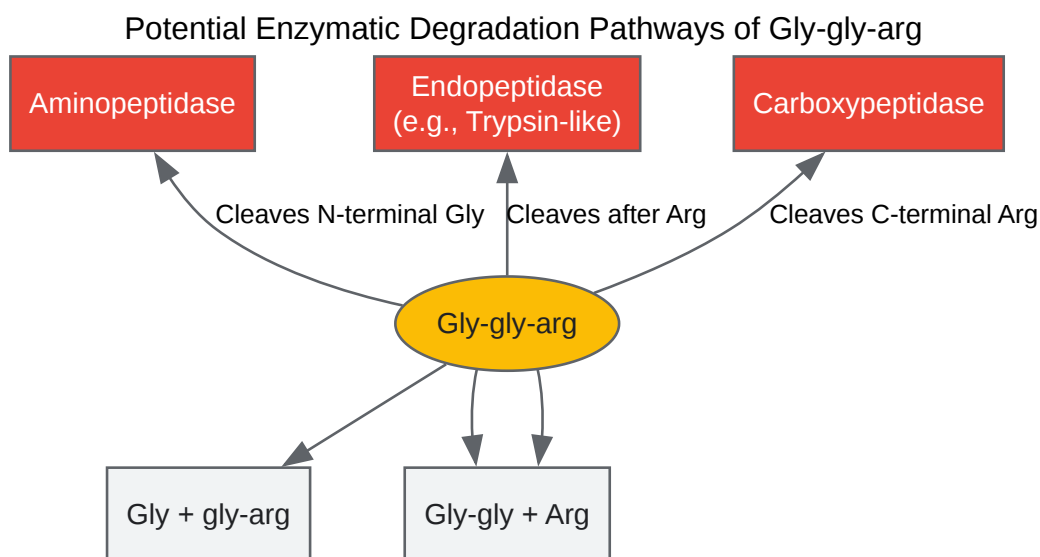 Potential Enzymatic Degradation Pathways of Gly-gly-arg
Aminopeptidase
Endopeptidase
(e.g., Trypsin-like)
Carboxypeptidase
Cleaves N-terminal Gly
Cleaves after Arg
Cleaves C-terminal Arg
Gly-gly-arg
Gly + gly-arg
Gly-gly + Arg